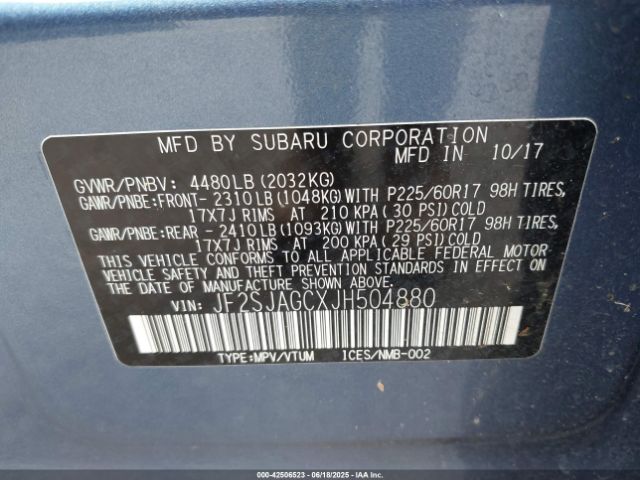 MFD BY SUBARU CORPORATION
MFD IN 10/17
GVWR/PNBV: 4480LB(2032KG)
GAWR/PNBE:FRONT- 2310LB(1048KG)WITH P225/60R17 98H TIRES,
17X7J RIMS AT 210 KPA(30 PSI)COLD
GAWR/PNBE:REAR - 2410LB(1093KG)WITH P225/60R17 98H TIRES,
17X7J RIMS AT 200 KPA(29 PSI)COLD
THIS VEHICLE CONFORMS TO ALL APPLICABLE FEDERAL MOTOR
VEHICLE SAFETY AND THEFT PREVENTION STANDARDS IN EFFECT
ON THE DATE OF MANUFACTURE SHOWN ABOVE.
VIN: JF2SJAGCXJH504880
TYPE:MPV/VTUM ICES/NMB-002
000-42506523 - 06/18/2025 - IAAI.COM